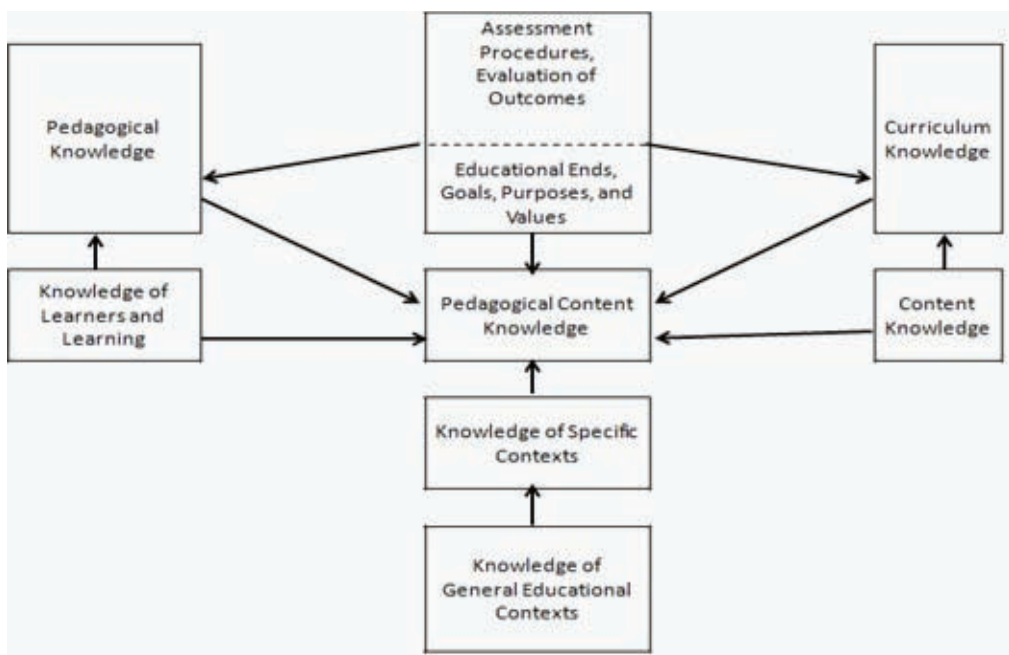 Assessment
Procedures,
Evaluation of
Outcomes
Pedagogical
Knowledge
Curriculum
Knowledge
Educational Ends,
Goals, Purposes, and
Values
Knowledge of
Learners and
Learning
Pedagogical Content
Knowledge
Content
Knowledge
Knowledge of Specific
Contexts
Knowledge of
General Educational
Contexts